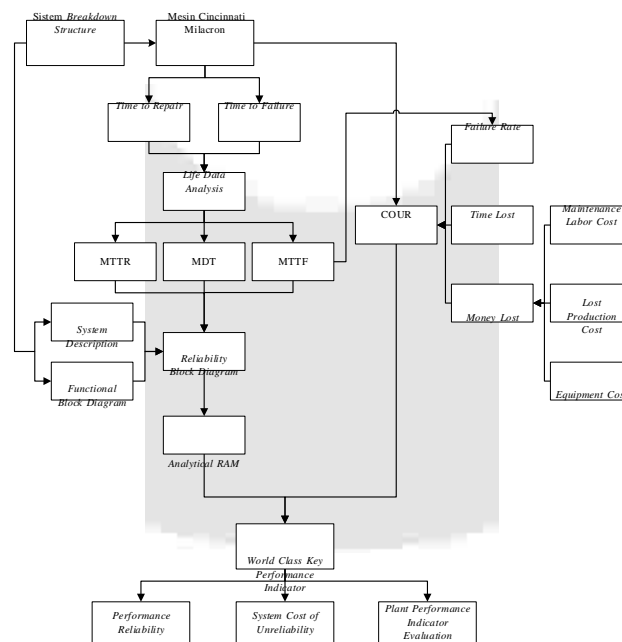 Sistem Breakdown
Structure
Mesin Cincinnati
Milacron
Time to Repair
Time to Failure
Failure Rate
Life Data
Analysis
COUR
Time Lost
Maintenance
Labor Cost
MTTR
MDT
MTTF
System
Description
Money Lost
Lost
Production
Cost
Reliability
Block Diagram
Functional
Block Diagram
Equipment Cos
Analytical RAM
World Class Key
Performance
Indicator
Performance
Reliability
System Cost of
Unreliability
Plant Performance
Indicator
Evaluation